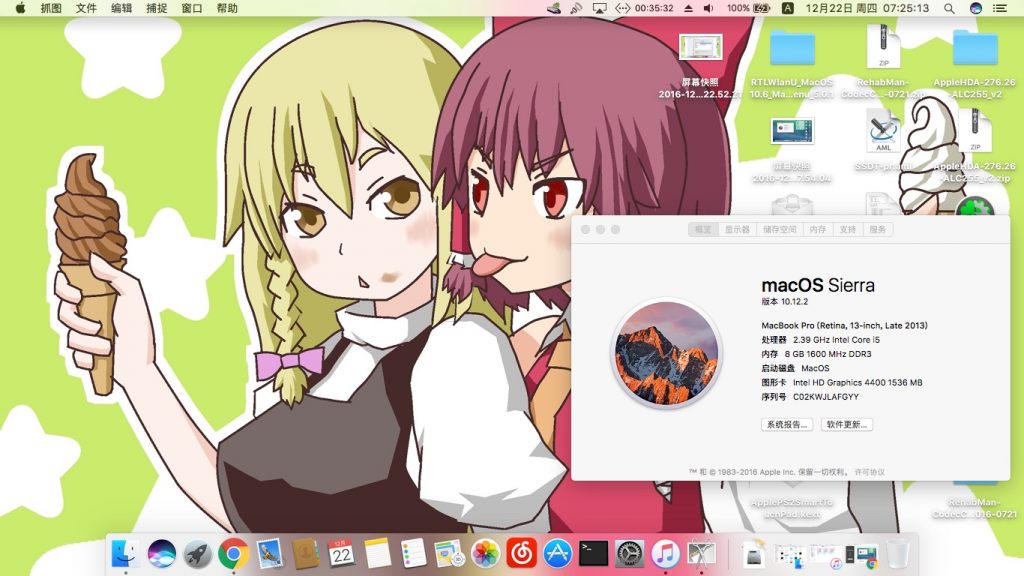 抓图 文件 编辑 捕捉 窗口 帮助 00:35:32 100% A 12月22日 周四 07:25:13
屏幕快照
2016-12...22.52.21
RTLWlanU_MacOS
10.6_Ma...enu_5.0.1
ZIP
RehabMan-
CodecC...-0721.zip
AppleHDA-276.26
-ALC255_v2
屏幕快照
2016-12-...7.54.04
AML
SSDT-pr.aml
ZIP
AppleHDA-276.26
-ALC255_v2.zip
概览 显示器 储存空间 内存 支持 服务
macOS Sierra
版本 10.12.2
MacBook Pro (Retina, 13-inch, Late 2013)
处理器 2.39 GHz Intel Core i5
内存 8 GB 1600 MHz DDR3
启动磁盘 MacOS
图形卡 Intel HD Graphics 4400 1536 MB
序列号 C02KWJLAFGYY
系统报告... 软件更新...
™ 和 © 1983-2016 Apple Inc. 保留一切权利。 许可协议
ApplePS2SmartTo
uchPad.kext
RehabMan-
CodecC...016-0721
12月
22